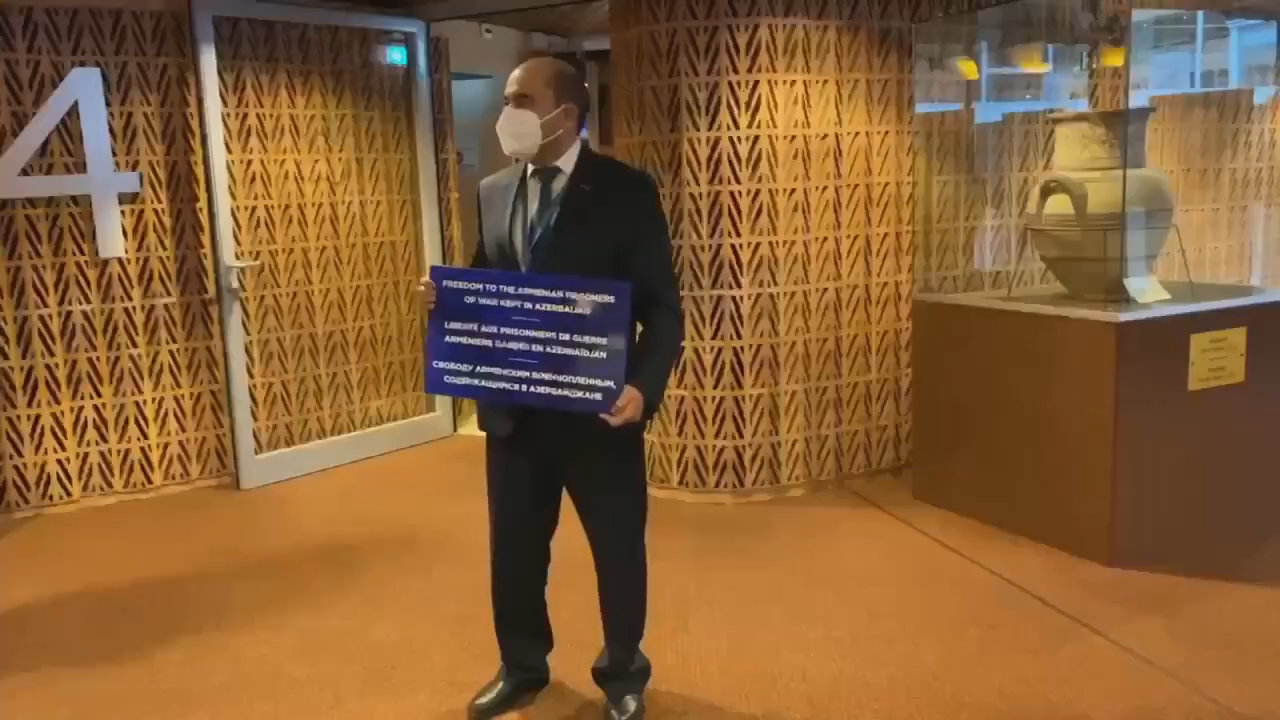 4
FREEDOM TO THE ARMENIAN PRISONERS
OF WAR KEPT IN AZERBAIJAN
LIBERTÉ AUX PRISONNIERS DE GUERRE
ARMÉNIENS EN AZERBAÏDJAN
СВОБОДУ АРМЯНСКИМ ВОЕННОПЛЕННЫМ,
СОДЕРЖАЩИМСЯ В АЗЕРБАЙДЖАНЕ